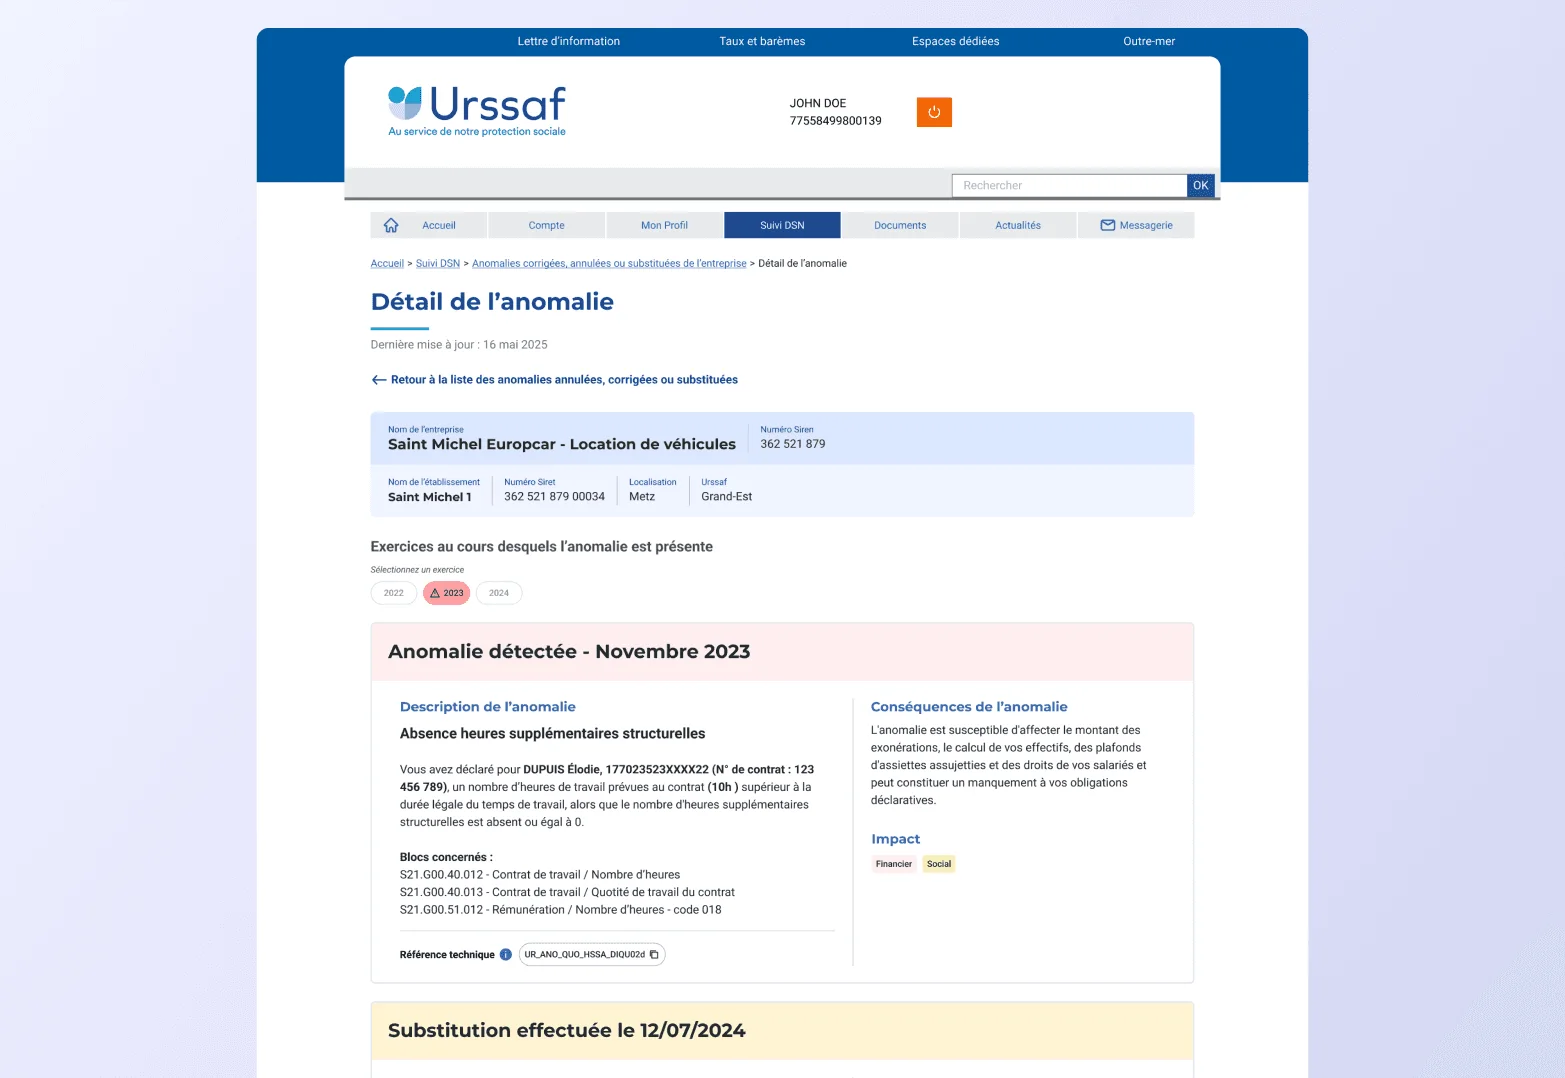 Lettre d’information
Taux et barèmes
Espaces dédiées
Outre-mer
Urssaf
Au service de notre protection sociale
JOHN DOE
77558499800139
Rechercher
OK
Accueil
Compte
Mon Profil
Suivi DSN
Documents
Actualités
Messagerie
Accueil > Suivi DSN > Anomalies corrigées, annulées ou substituées de l’entreprise > Détail de l’anomalie
Détail de l’anomalie
Dernière mise à jour : 16 mai 2025
Retour à la liste des anomalies annulées, corrigées ou substituées
Nom de l’entreprise
Saint Michel Europcar - Location de véhicules
Numéro Siren
362 521 879
Nom de l’établissement
Saint Michel 1
Numéro Siret
362 521 879 00034
Localisation
Metz
Urssaf
Grand-Est
Exercices au cours desquels l’anomalie est présente
Sélectionnez un exercice
2022
2023
2024
Anomalie détectée - Novembre 2023
Description de l’anomalie
Absence heures supplémentaires structurelles
Vous avez déclaré pour DUPUIS Élodie, 177023523XXXX22 (N° de contrat : 123
456 789), un nombre d’heures de travail prévues au contrat (10h ) supérieur à la
durée légale du temps de travail, alors que le nombre d'heures supplémentaires
structurelles est absent ou égal à 0.
Blocs concernés :
S21.G00.40.012 - Contrat de travail / Nombre d’heures
S21.G00.40.013 - Contrat de travail / Quotité de travail du contrat
S21.G00.51.012 - Rémunération / Nombre d’heures - code 018
Référence technique
UR_ANO_QUO_HSSA_DIQU02d
Conséquences de l’anomalie
L'anomalie est susceptible d'affecter le montant des
exonérations, le calcul de vos effectifs, des plafonds
d'assiettes assujetties et des droits de vos salariés et
peut constituer un manquement à vos obligations
déclaratives.
Impact
Financier
Social
Substitution effectuée le 12/07/2024